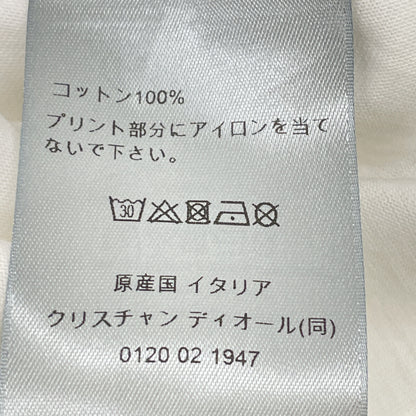 コットン100%
プリント部分にアイロンを当て
ないで下さい。
30
原産国 イタリア
クリスチャン ディオール(同)
0120 02 1947